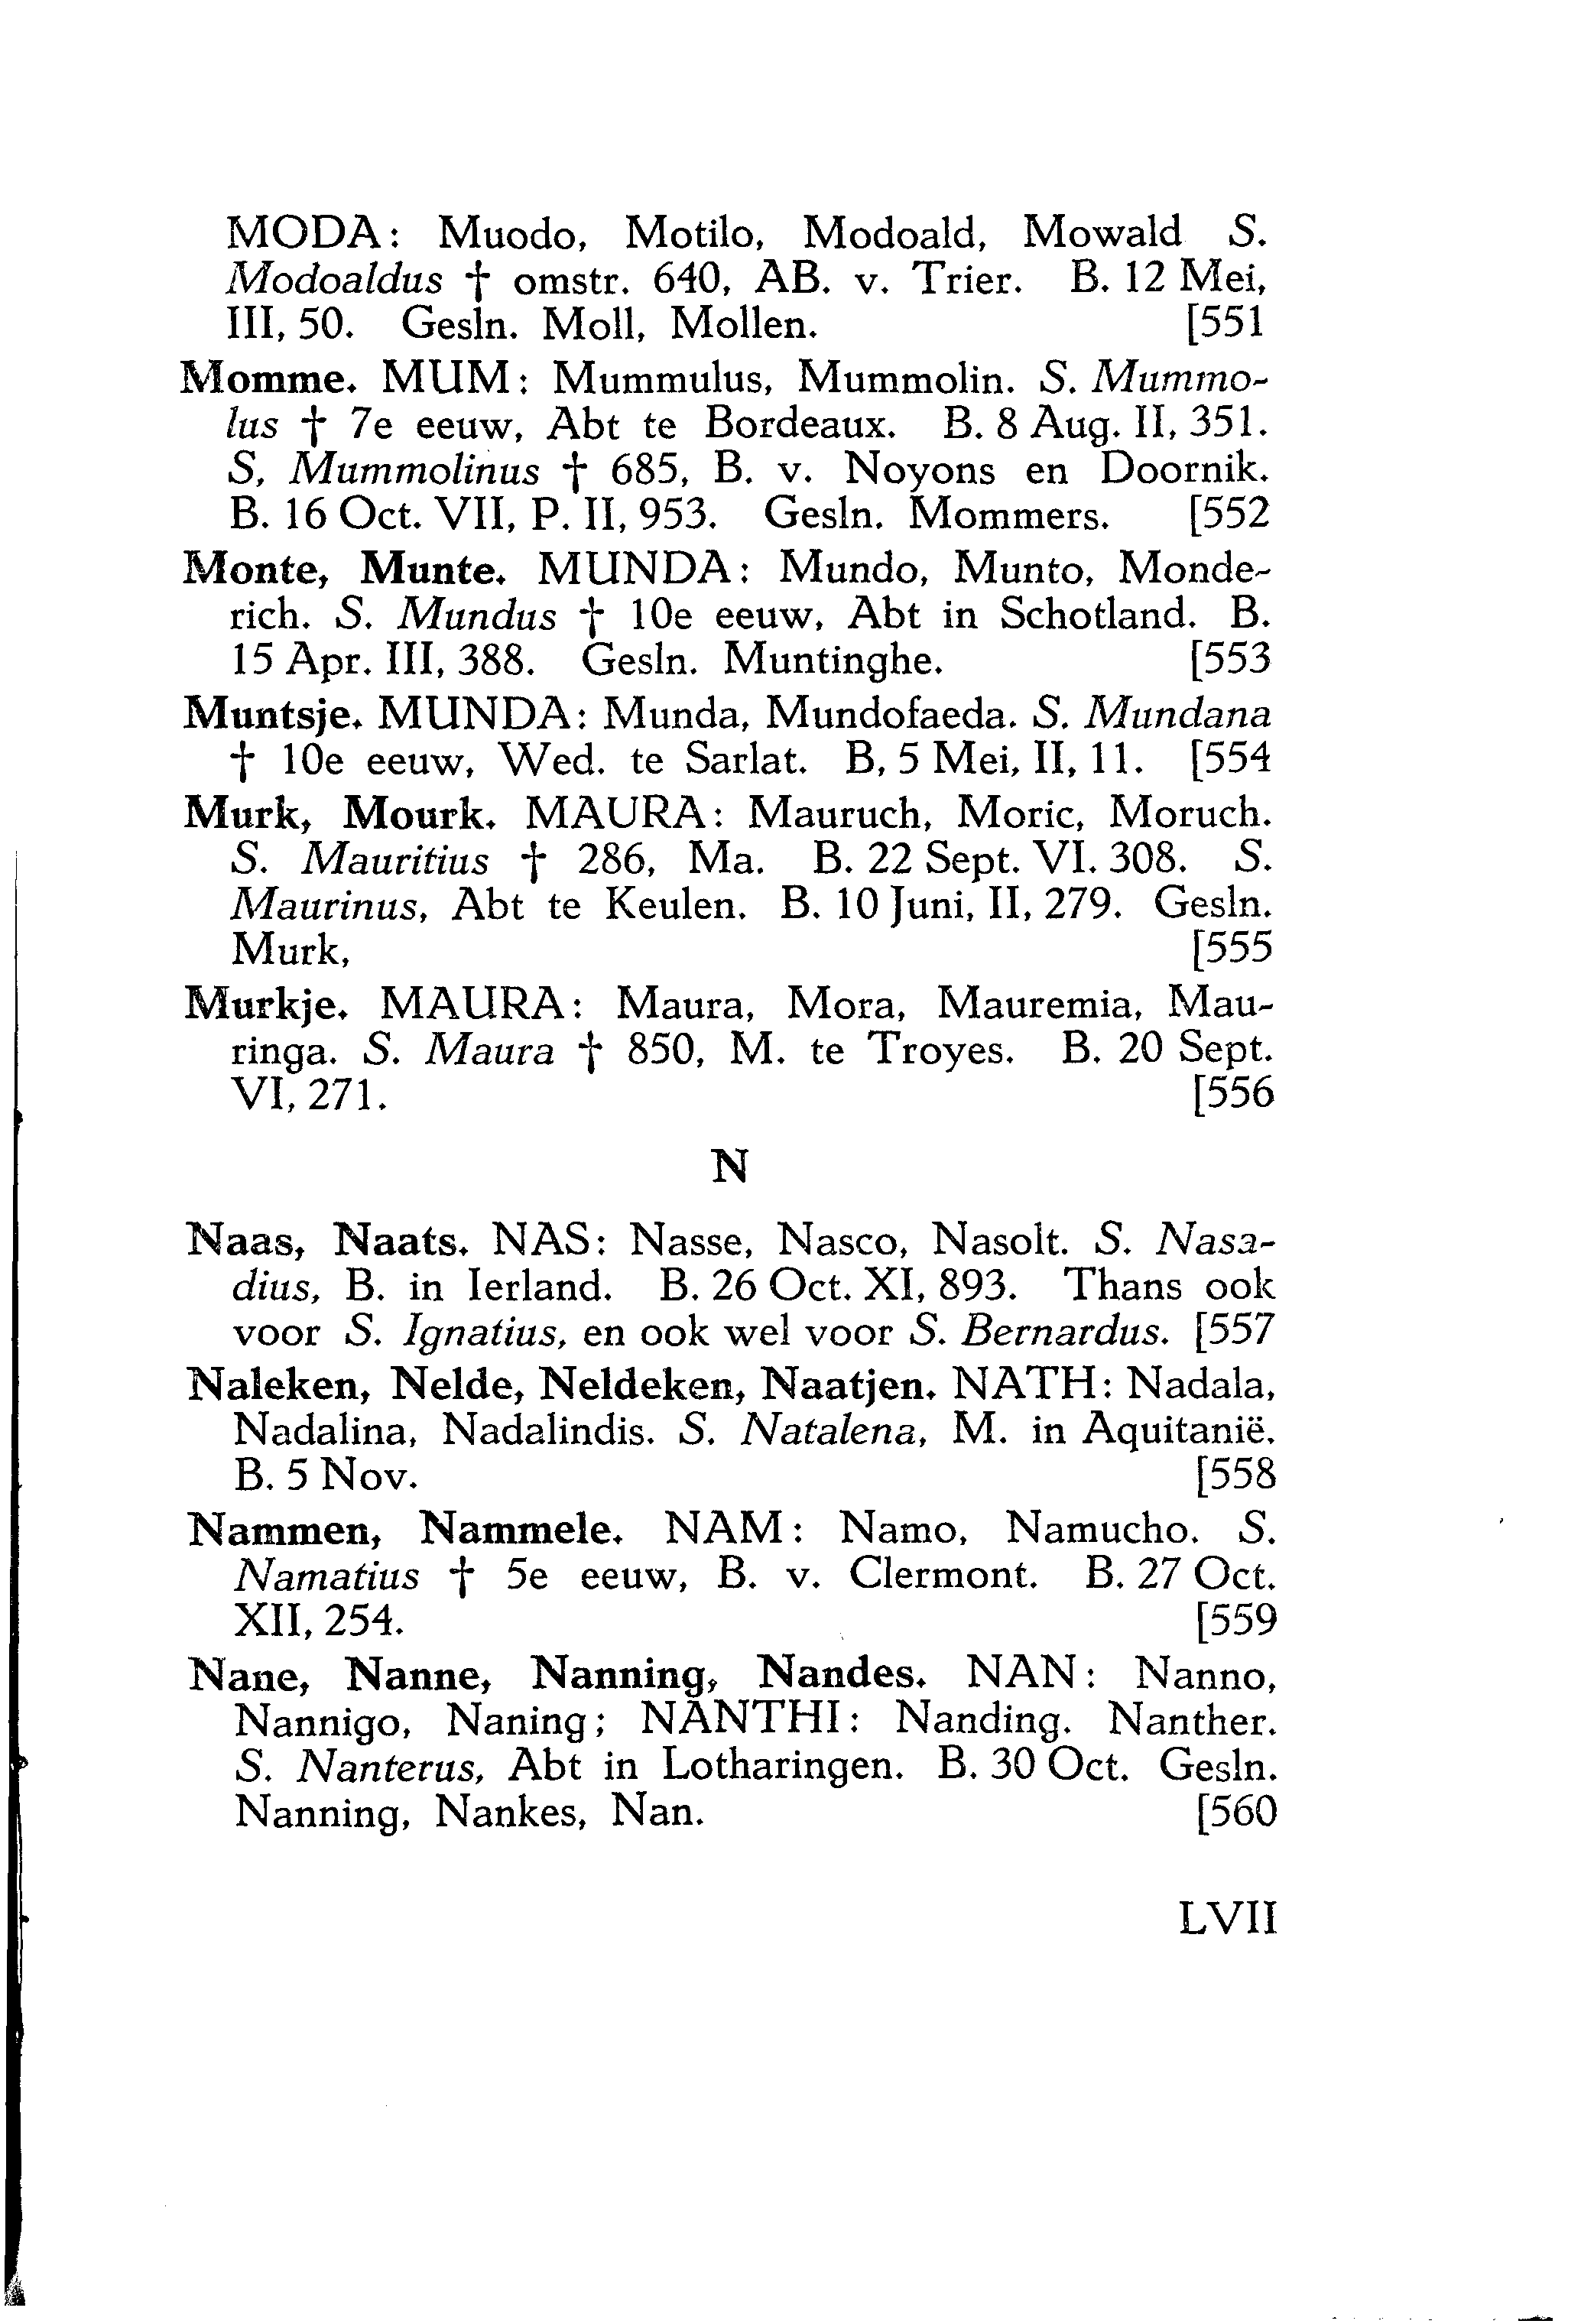 MODA: Muodo, Motilo, Modoald, Mowald S.
Modoaldus † omstr. 640, AB. v. Trier. B. 12 Mei,
III, 50. Gesln. Moll, Mollen. [551
Momme. MUM: Mummulus, Mummolin. S. Mummo-
lus † 7e eeuw, Abt te Bordeaux. B. 8 Aug. II, 351.
S, Mummolinus † 685, B. v. Noyons en Doornik.
B. 16 Oct. VII, P. II, 953. Gesln. Mommers. [552
Monte, Munte. MUNDA: Mundo, Munto, Monde-
rich. S. Mundus † 10e eeuw, Abt in Schotland. B.
15 Apr. III, 388. Gesln. Muntinghe. [553
Muntsje. MUNDA: Munda, Mundofaeda. S. Mundana
† 10e eeuw, Wed. te Sarlat. B, 5 Mei, II, 11. [554
Murk, Mourk. MAURA: Mauruch, Moric, Moruch.
S. Mauritius † 286, Ma. B. 22 Sept. VI. 308. S.
Maurinus, Abt te Keulen. B. 10 Juni, II, 279. Gesln.
Murk, [555
Murkje. MAURA: Maura, Mora, Mauremia, Mau-
ringa. S. Maura † 850, M. te Troyes. B. 20 Sept.
VI, 271. [556
N
Naas, Naats. NAS: Nasse, Nasco, Nasolt. S. Nasa-
dius, B. in Ierland. B. 26 Oct. XI, 893. Thans ook
voor S. Ignatius, en ook wel voor S. Bernardus. [557
Naleken, Nelde, Neldeken, Naatjen. NATH: Nadala,
Nadalina, Nadalindis. S. Natalena, M. in Aquitanië.
B. 5 Nov. [558
Nammen, Nammele. NAM: Namo, Namucho. S.
Namatius † 5e eeuw, B. v. Clermont. B. 27 Oct.
XII, 254. [559
Nane, Nanne, Nanning, Nandes. NAN: Nanno,
Nannigo, Naning; NANTHI: Nanding. Nanther.
S. Nanterus, Abt in Lotharingen. B. 30 Oct. Gesln.
Nanning, Nankes, Nan. [560
LVII